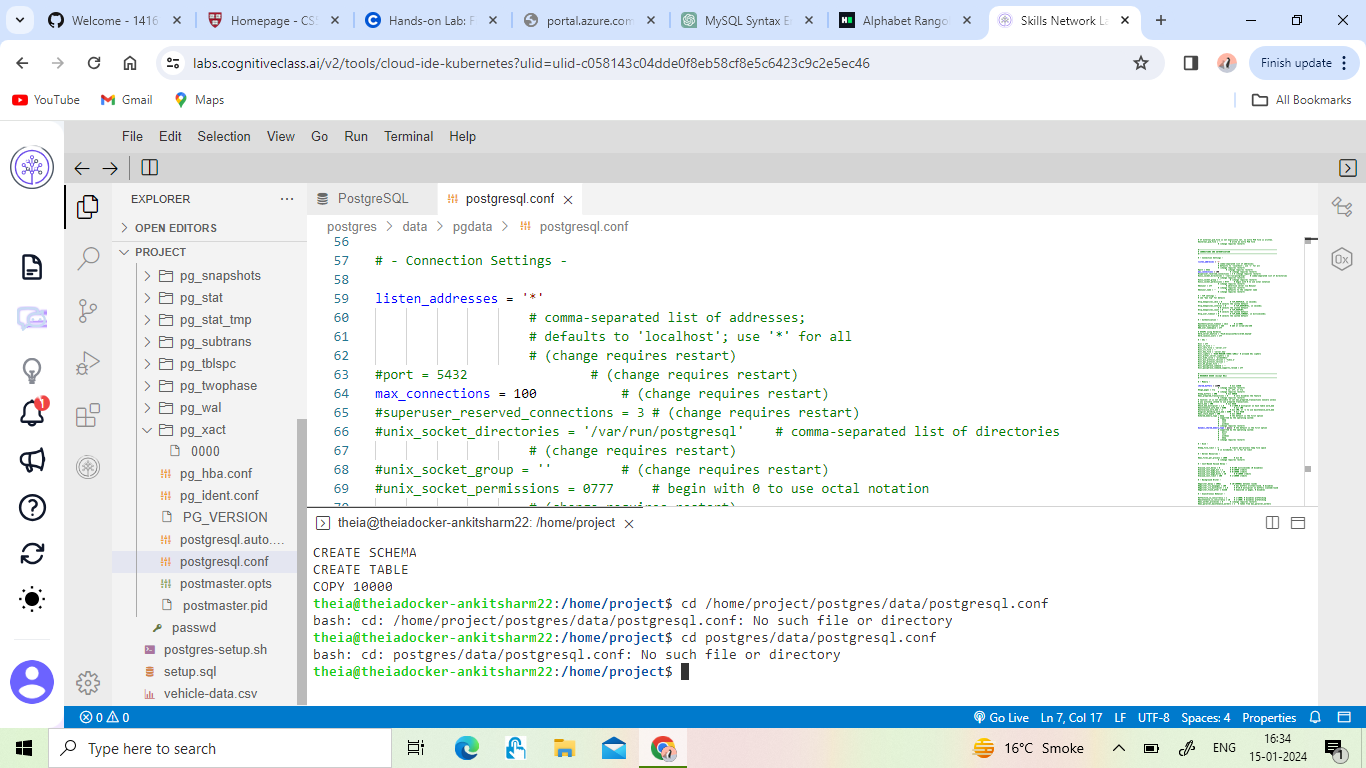 Welcome - 1416
Homepage - CS
Hands-on Lab: F
portal.azure.com
MySQL Syntax E
Alphabet Rango
Skills Network La
labs.cognitiveclass.ai/v2/tools/cloud-ide-kubernetes?ulid=ulid-c058143c04dde0f8eb58cf8e5c6423c9c2e5ec46
Finish update
YouTube
Gmail
Maps
All Bookmarks
File Edit Selection View Go Run Terminal Help
EXPLORER
PostgreSQL
postgresql.conf
OPEN EDITORS
postgres > data > pgdata > postgresql.conf
PROJECT
pg_snapshots
pg_stat
pg_stat_tmp
pg_subtrans
pg_tblspc
pg_twophase
pg_wal
pg_xact
0000
pg_hba.conf
pg_ident.conf
PG_VERSION
postgresql.auto....
postgresql.conf
postmaster.opts
postmaster.pid
passwd
postgres-setup.sh
setup.sql
vehicle-data.csv
56
57 # - Connection Settings -
58
59 listen_addresses = '*'
60 # comma-separated list of addresses;
61 # defaults to 'localhost'; use '*' for all
62 # (change requires restart)
63 #port = 5432 # (change requires restart)
64 max_connections = 100 # (change requires restart)
65 #superuser_reserved_connections = 3 # (change requires restart)
66 #unix_socket_directories = '/var/run/postgresql' # comma-separated list of directories
67 # (change requires restart)
68 #unix_socket_group = '' # (change requires restart)
69 #unix_socket_permissions = 0777 # begin with 0 to use octal notation
70 # (change requires restart)
theia@theiadocker-ankitsharm22: /home/project
CREATE SCHEMA
CREATE TABLE
COPY 10000
theia@theiadocker-ankitsharm22:/home/project$ cd /home/project/postgres/data/postgresql.conf
bash: cd: /home/project/postgres/data/postgresql.conf: No such file or directory
theia@theiadocker-ankitsharm22:/home/project$ cd postgres/data/postgresql.conf
bash: cd: postgres/data/postgresql.conf: No such file or directory
theia@theiadocker-ankitsharm22:/home/project$
1
0x
0 0
Go Live Ln 7, Col 17 LF UTF-8 Spaces: 4 Properties
Type here to search
16°C Smoke
ENG
16:34
15-01-2024
1